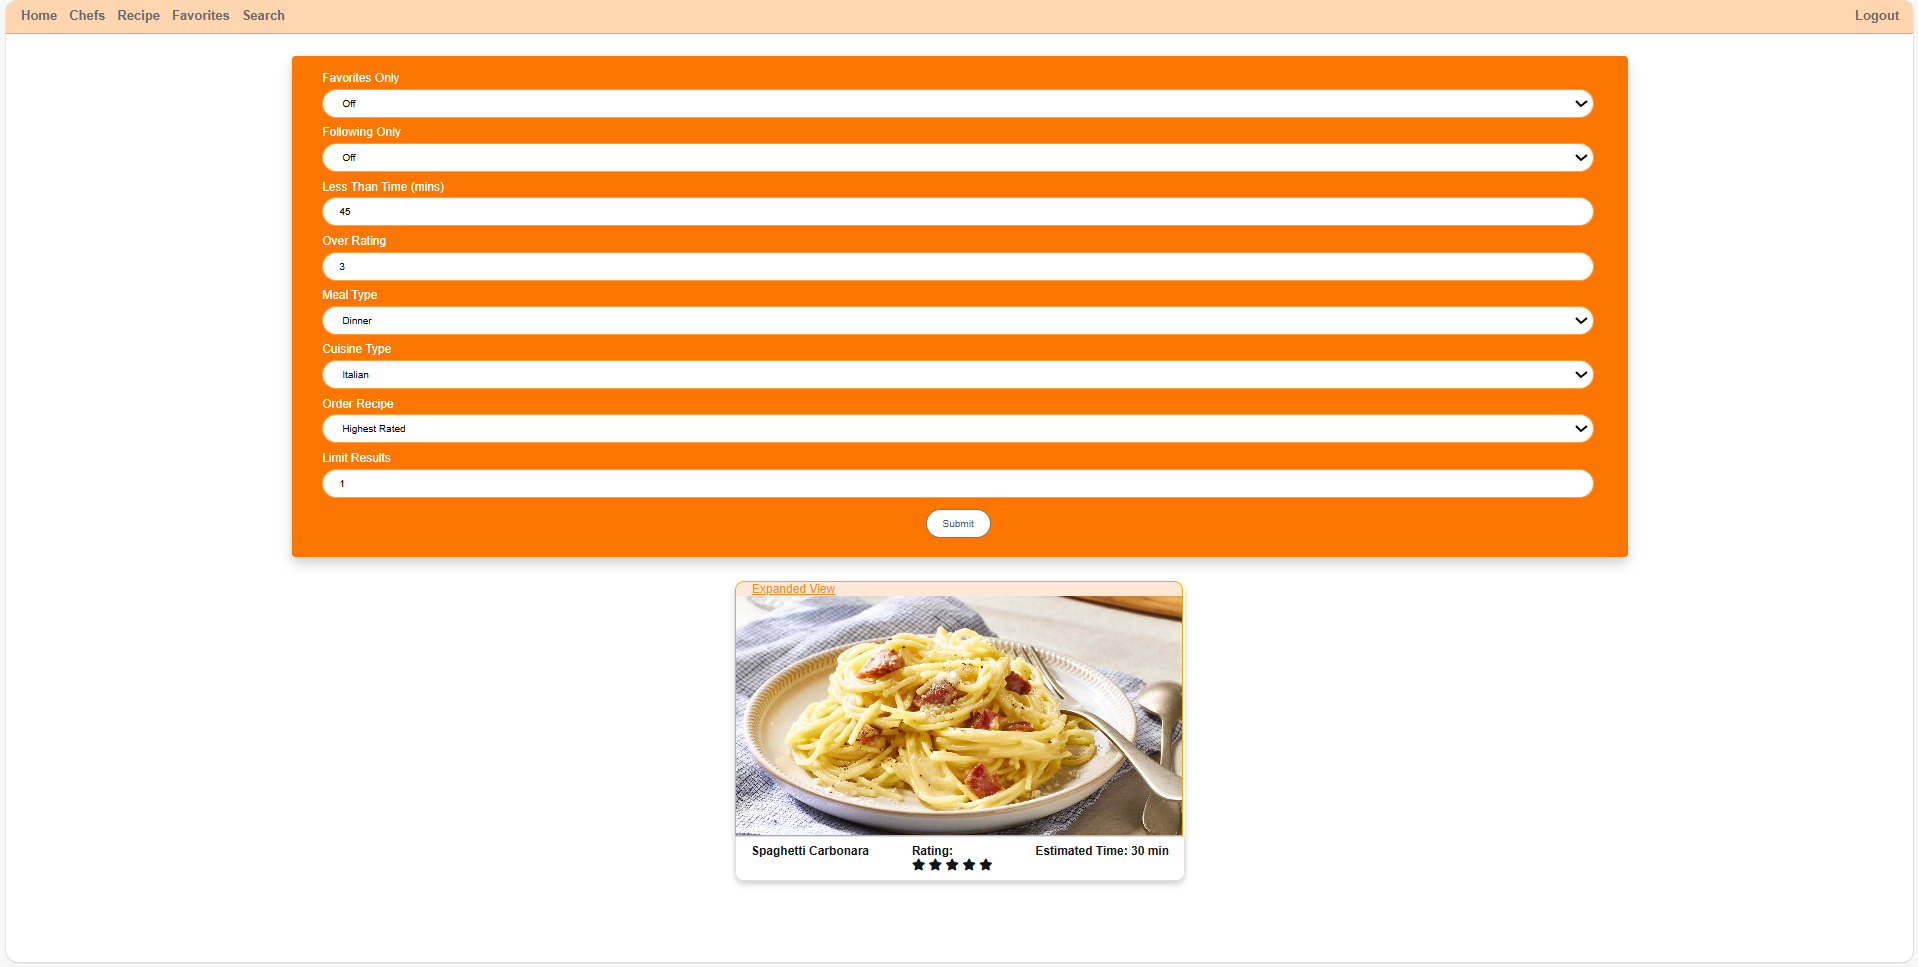 Home Chefs Recipe Favorites Search Logout
Favorites Only
Off
Following Only
Off
Less Than Time (mins)
45
Over Rating
3
Meal Type
Dinner
Cuisine Type
Italian
Order Recipe
Highest Rated
Limit Results
1
Submit
Expanded View
Spaghetti Carbonara Rating: Estimated Time: 30 min